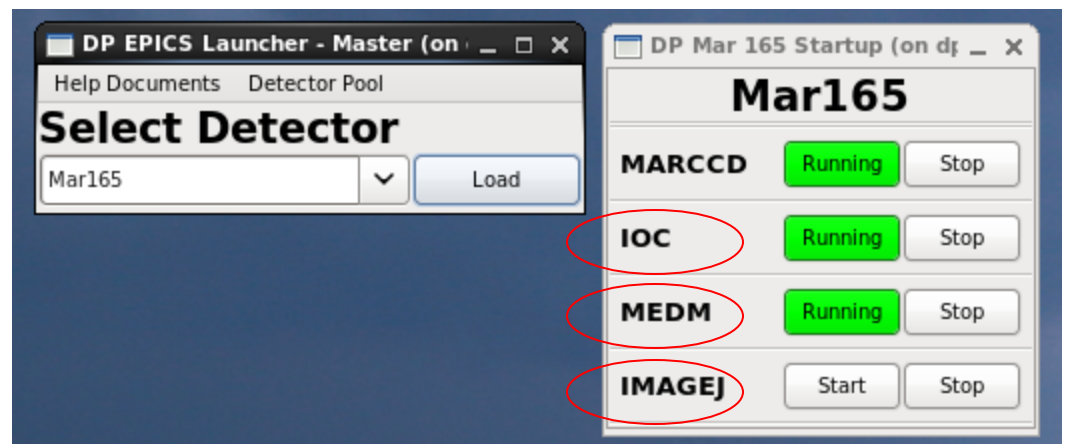 DP EPICS Launcher - Master (on
Help Documents Detector Pool
Select Detector
Mar165 Load
DP Mar 165 Startup (on dp
Mar165
MARCCD Running Stop
IOC Running Stop
MEDM Running Stop
IMAGEJ Start Stop